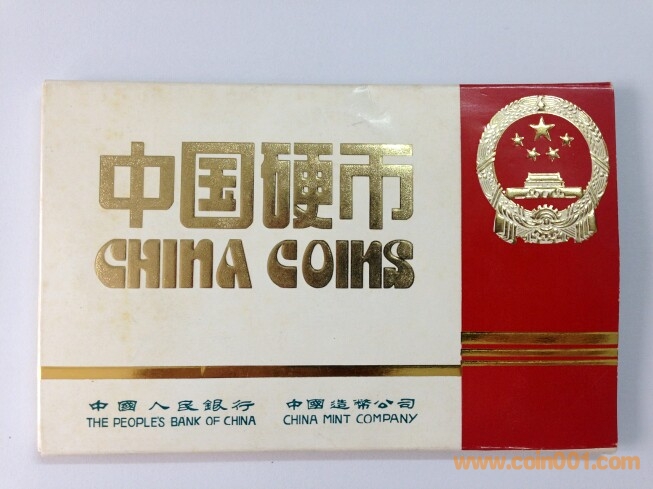 中国硬币
CHINA COINS
中國人民銀行
THE PEOPLE'S BANK OF CHINA
中國造幣公司
CHINA MINT COMPANY
www.coin001.com